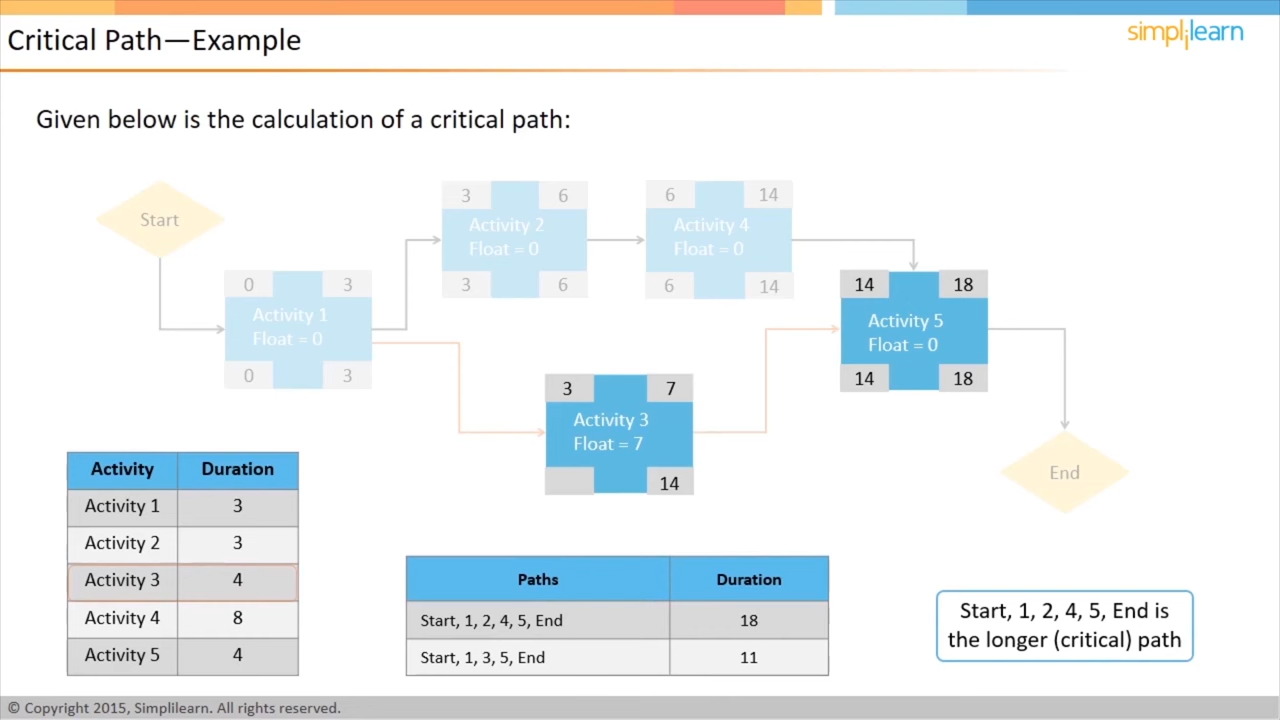 Critical Path—Example
simplilearn
Given below is the calculation of a critical path:
Start
0 3
Activity 1
Float = 0
0 3
3 6
Activity 2
Float = 0
3 6
6 14
Activity 4
Float = 0
6 14
14 18
Activity 5
Float = 0
14 18
3 7
Activity 3
Float = 7
14
End
Activity Duration
Activity 1 3
Activity 2 3
Activity 3 4
Activity 4 8
Activity 5 4
Paths Duration
Start, 1, 2, 4, 5, End 18
Start, 1, 3, 5, End 11
Start, 1, 2, 4, 5, End is
the longer (critical) path
© Copyright 2015, Simplilearn. All rights reserved.